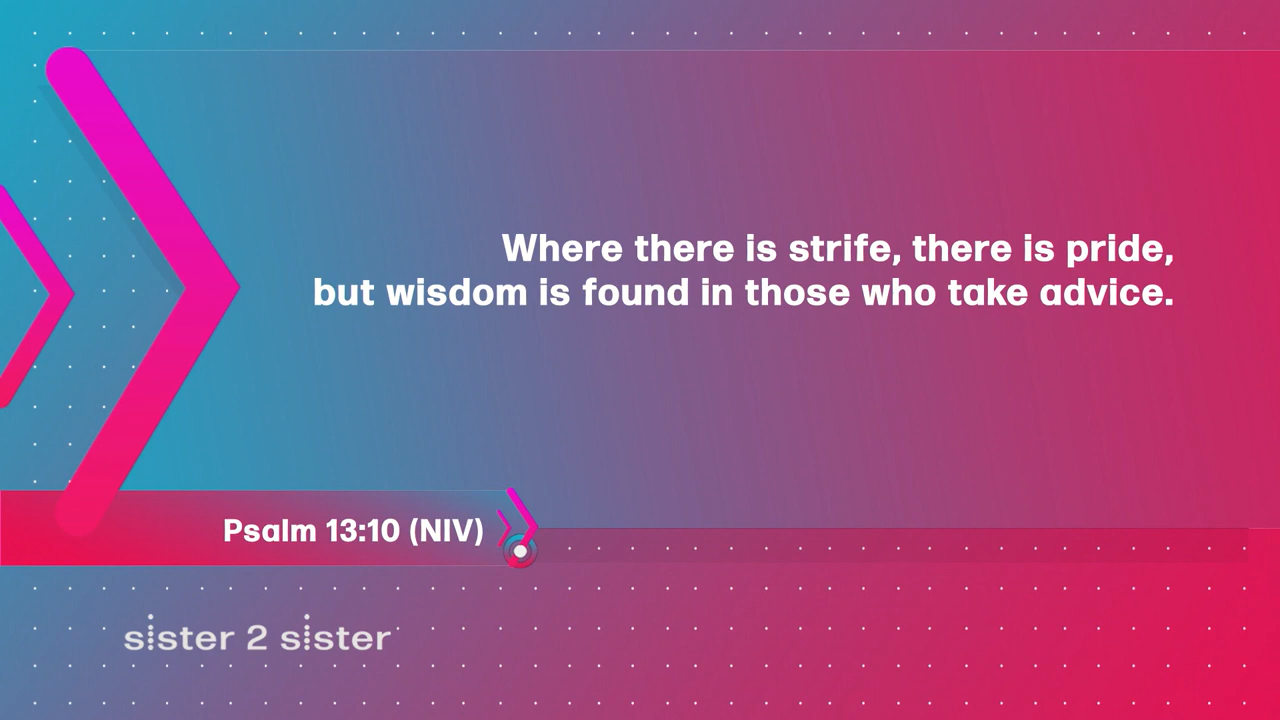 Where there is strife, there is pride,
but wisdom is found in those who take advice.
Psalm 13:10 (NIV)
sister 2 sister